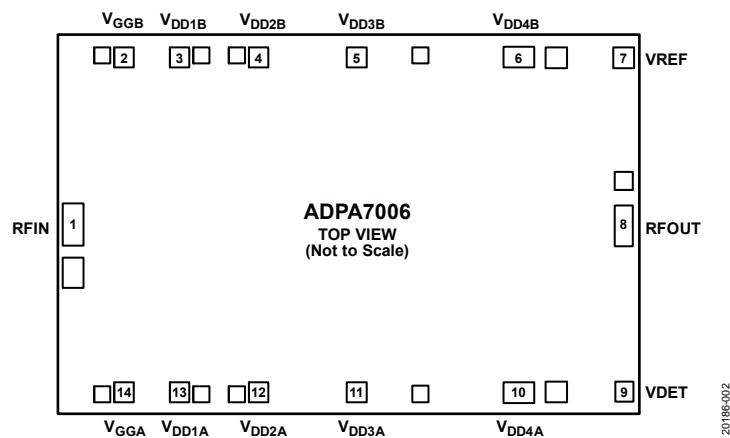 VGGB VDD1B VDD2B VDD3B VDD4B
2 3 4 5 6 7 VREF
ADPA7006
TOP VIEW
(Not to Scale)
RFIN 1 8 RFOUT
14 13 12 11 10 9 VDET
VGGA VDD1A VDD2A VDD3A VDD4A
20186-002